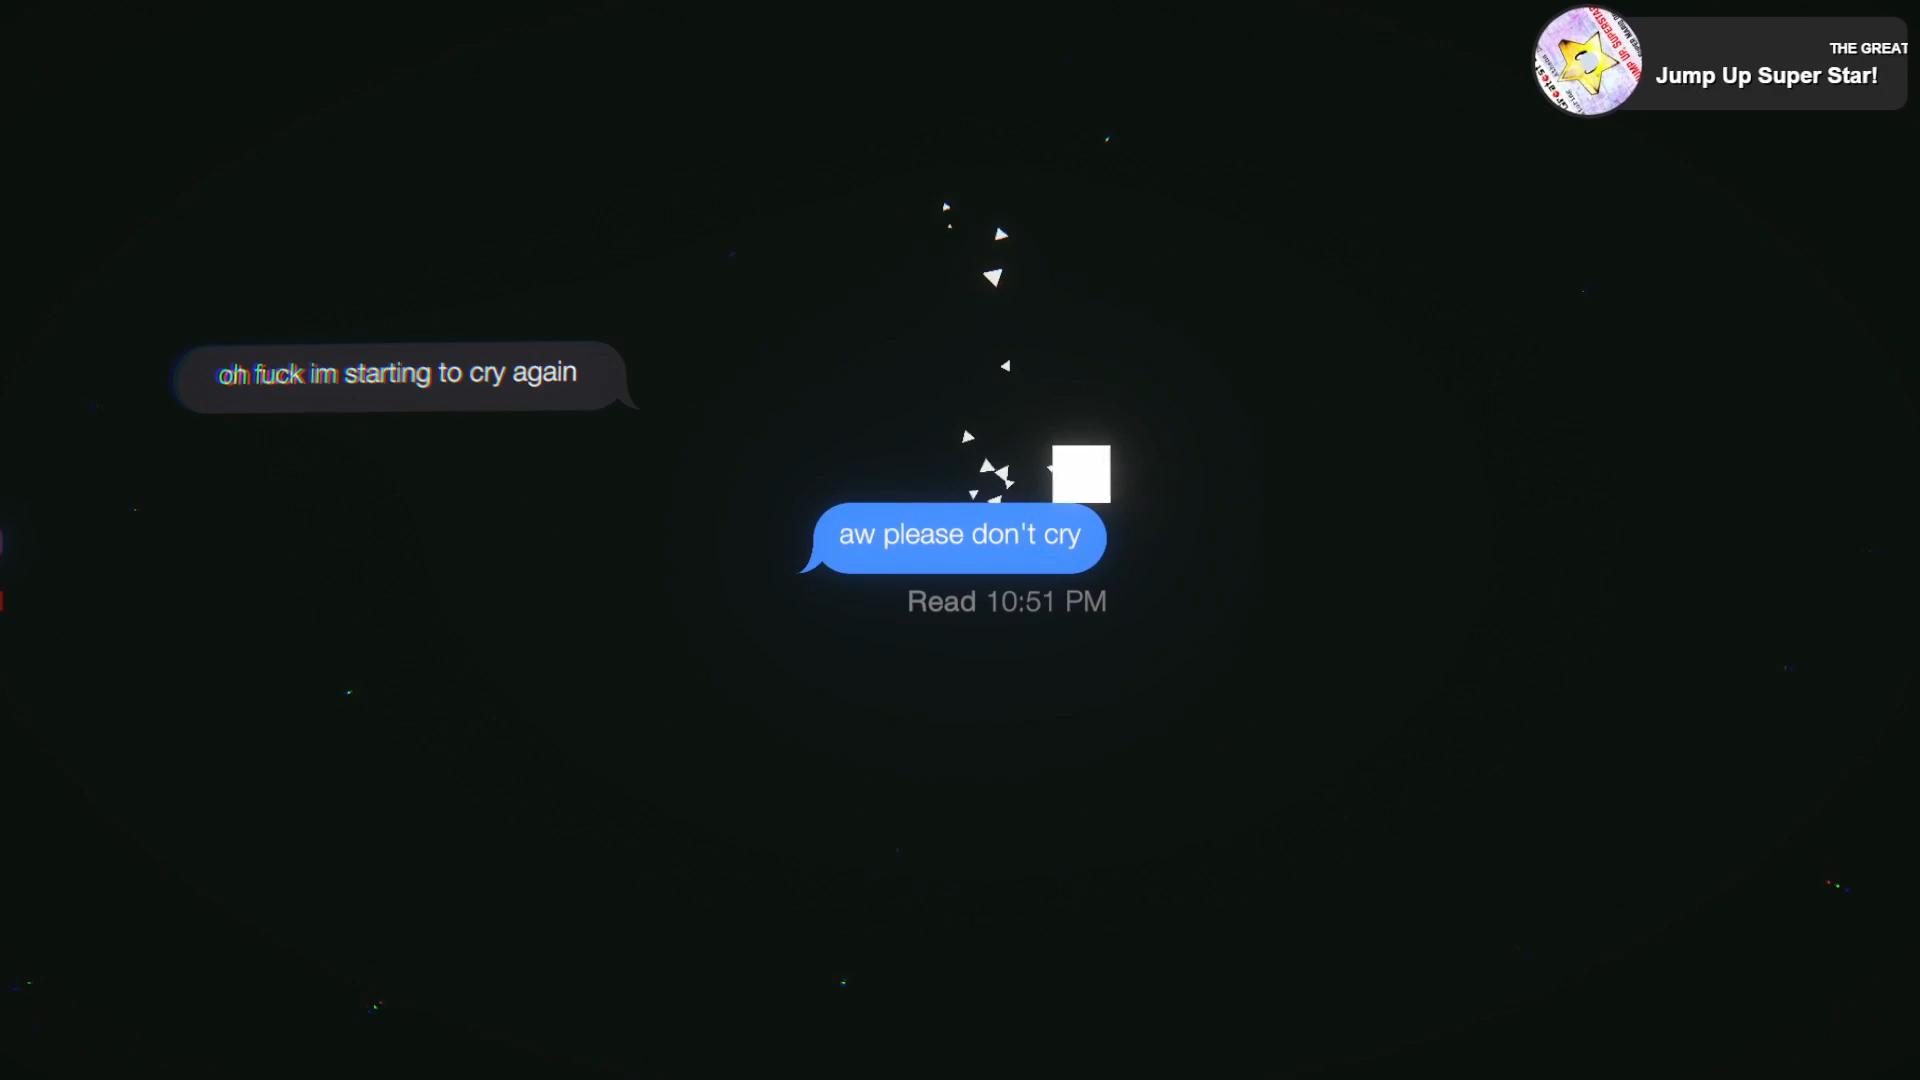 THE GREAT
Jump Up Super Star!
oh fuck im starting to cry again
aw please don't cry
Read 10:51 PM